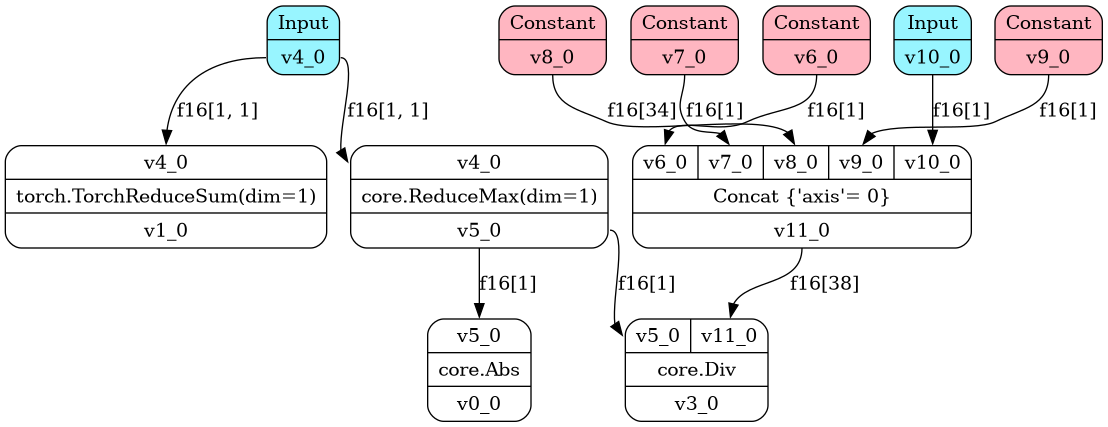 Input
v4_0
Constant
v8_0
Constant
v7_0
Constant
v6_0
Input
v10_0
Constant
v9_0
f16[1, 1]
f16[1, 1]
f16[34]
f16[1]
f16[1]
f16[1]
f16[1]
v4_0
torch.TorchReduceSum(dim=1)
v1_0
v4_0
core.ReduceMax(dim=1)
v5_0
v6_0 v7_0 v8_0 v9_0 v10_0
Concat {'axis'= 0}
v11_0
f16[1]
f16[1]
f16[38]
v5_0
core.Abs
v0_0
v5_0 v11_0
core.Div
v3_0